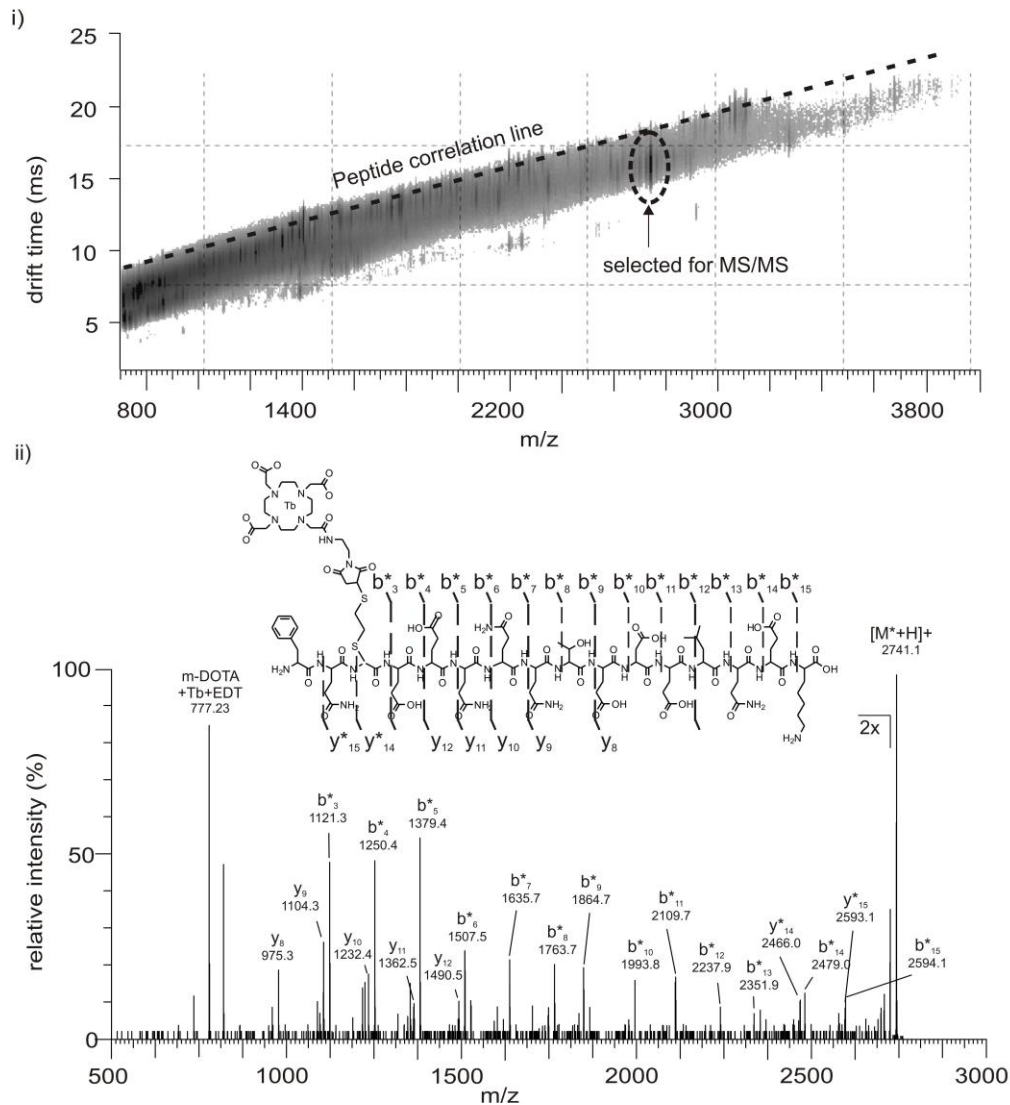 i)
25
20
15
10
5
drift time (ms)
Peptide correlation line
selected for MS/MS
800 1400 2200 3000 3800
m/z
ii)
O O O
N N
Tb
N N
O O O
HN
N
O O
S
S
b*3 b*4 b*5 b*6 b*7 b*8 b*9 b*10 b*11 b*12 b*13 b*14 b*15
y*15 y*14 y12 y11 y10 y9 y8
[M*+H]+
2741.1
2x
100
50
0
relative intensity (%)
m-DOTA
+Tb+EDT
777.23
y8
975.3
y9
1104.3
b*3
1121.3
y10
1232.4
b*4
1250.4
y11
1362.5
b*5
1379.4
y12
1490.5
b*6
1507.5
b*7
1635.7
b*8
1763.7
b*9
1864.7
b*10
1993.8
b*11
2109.7
b*12
2237.9
b*13
2351.9
y*14
2466.0
b*14
2479.0
y*15
2593.1
b*15
2594.1
500 1000 1500 2000 2500 3000
m/z